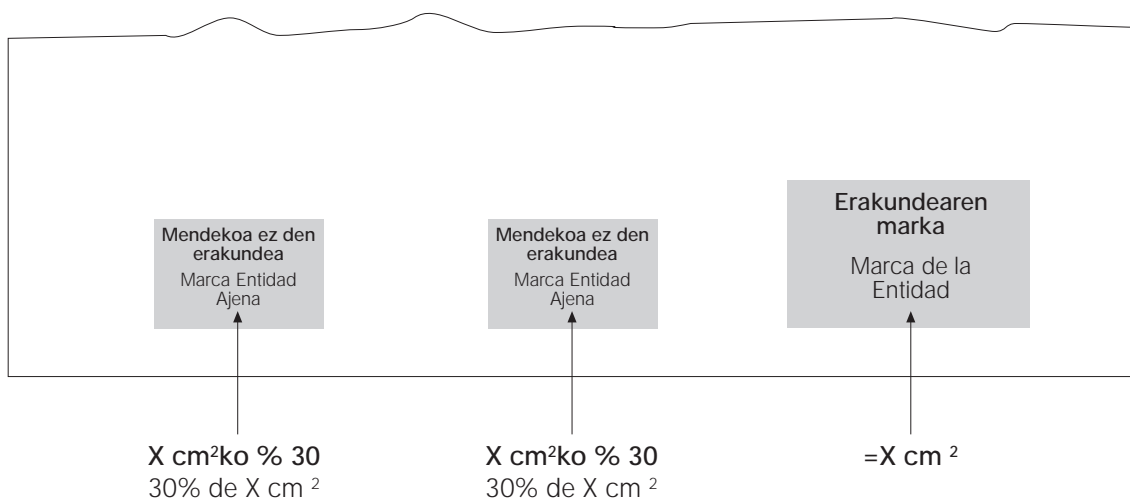 Mendekoa ez den
erakundea
Marca Entidad
Ajena
Mendekoa ez den
erakundea
Marca Entidad
Ajena
Erakundearen
marka
Marca de la
Entidad
X cm²ko % 30
30% de X cm ²
X cm²ko % 30
30% de X cm ²
=X cm ²